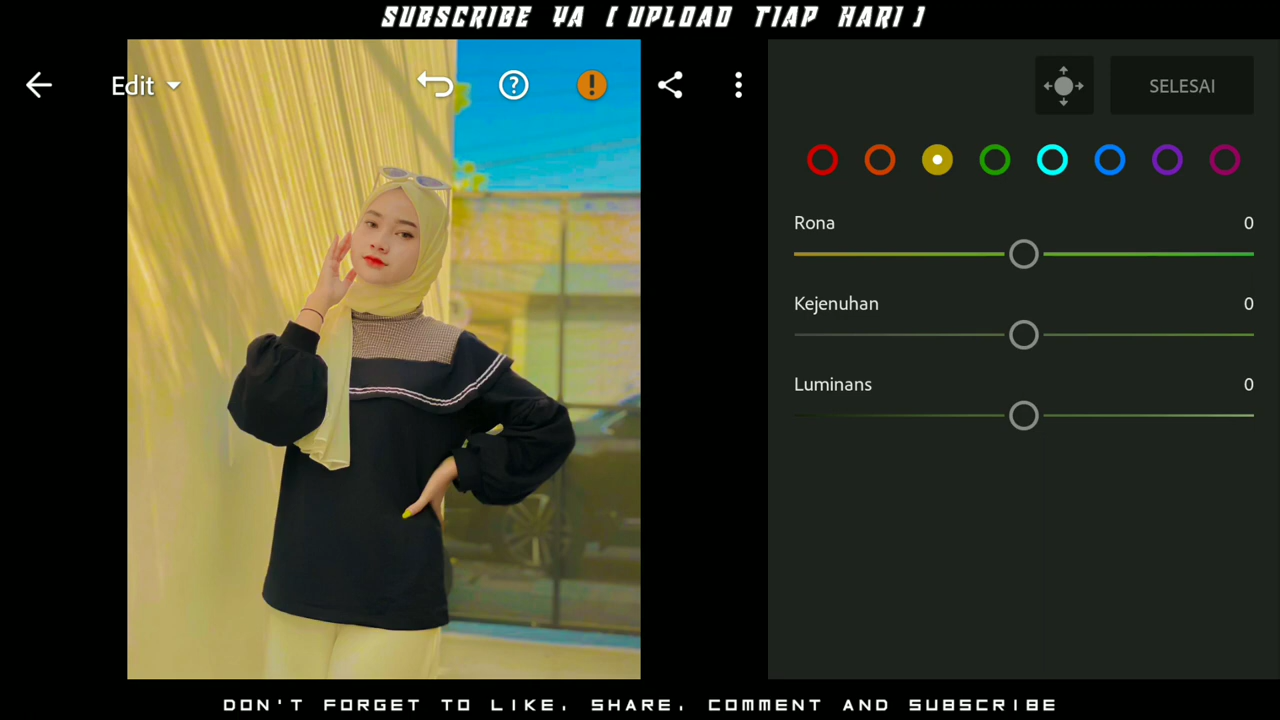 SUBSCRIBE YA [ UPLOAD TIAP HARI ]
Edit
SELESAI
Rona 0
Kejenuhan 0
Luminans 0
DON'T FORGET TO LIKE, SHARE, COMMENT AND SUBSCRIBE